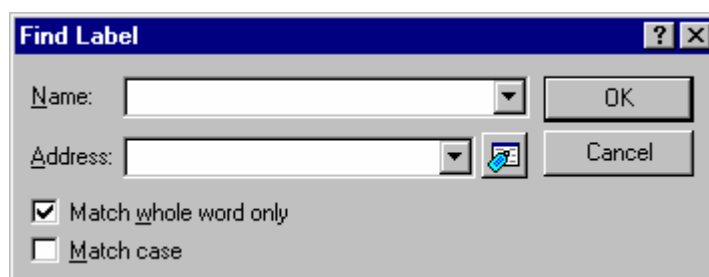 Find Label
Name:
OK
Address:
Cancel
Match whole word only
Match case